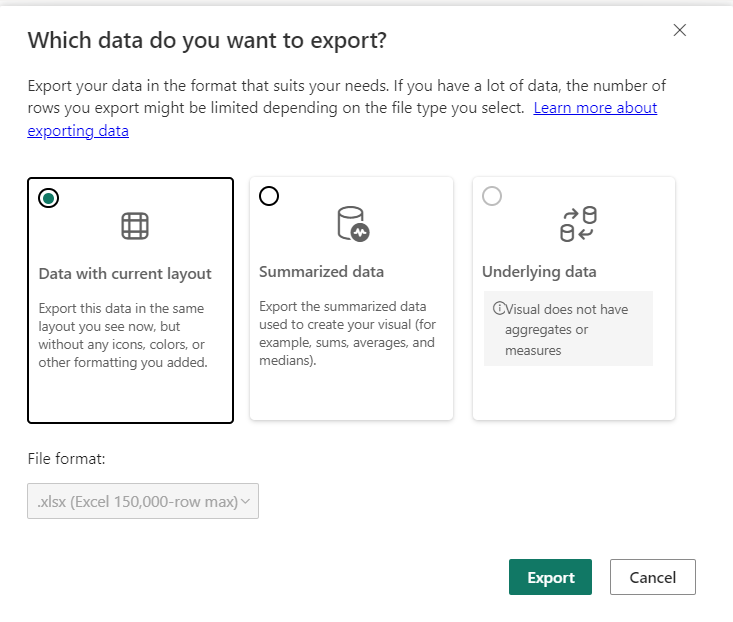 Which data do you want to export?
Export your data in the format that suits your needs. If you have a lot of data, the number of
rows you export might be limited depending on the file type you select. Learn more about
exporting data
Data with current layout
Export this data in the same
layout you see now, but
without any icons, colors, or
other formatting you added.
Summarized data
Export the summarized data
used to create your visual (for
example, sums, averages, and
medians).
Underlying data
Visual does not have
aggregates or
measures
File format:
.xlsx (Excel 150,000-row max)
Export
Cancel